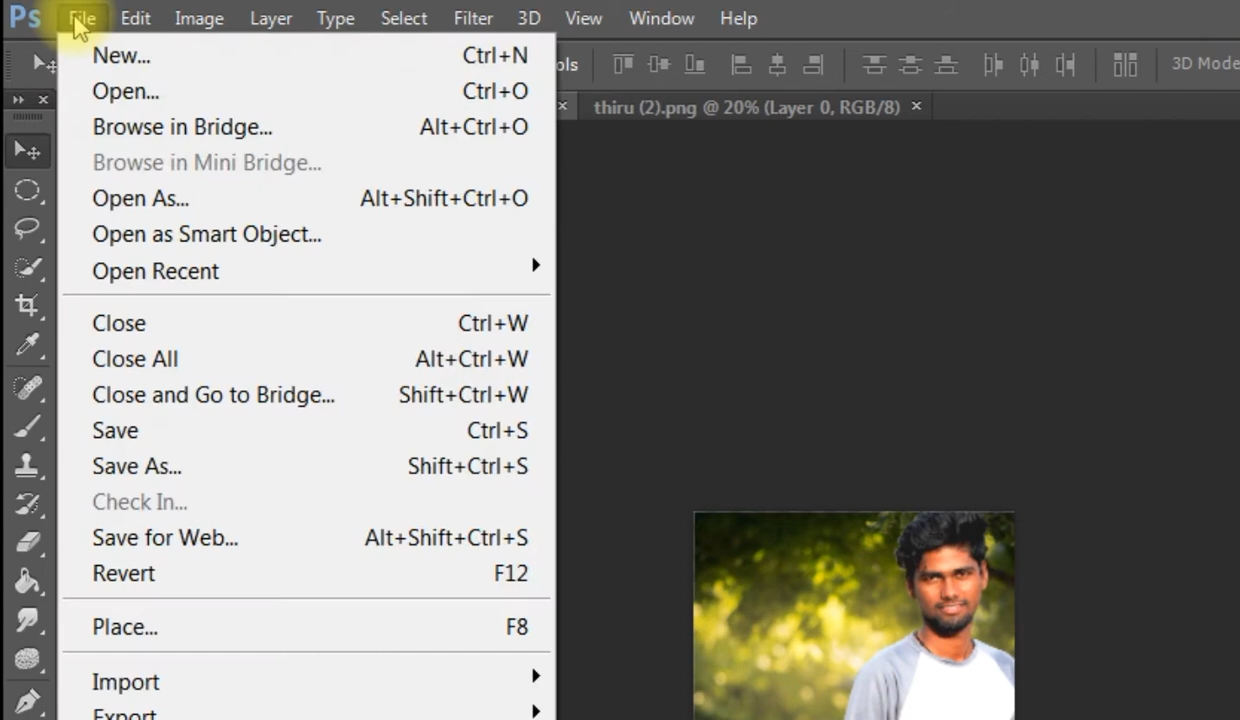 Ps File Edit Image Layer Type Select Filter 3D View Window Help
ols 3D Mode
thiru (2).png @ 20% (Layer 0, RGB/8)
New... Ctrl+N
Open... Ctrl+O
Browse in Bridge... Alt+Ctrl+O
Browse in Mini Bridge...
Open As... Alt+Shift+Ctrl+O
Open as Smart Object...
Open Recent
Close Ctrl+W
Close All Alt+Ctrl+W
Close and Go to Bridge... Shift+Ctrl+W
Save Ctrl+S
Save As... Shift+Ctrl+S
Check In...
Save for Web... Alt+Shift+Ctrl+S
Revert F12
Place... F8
Import
Export